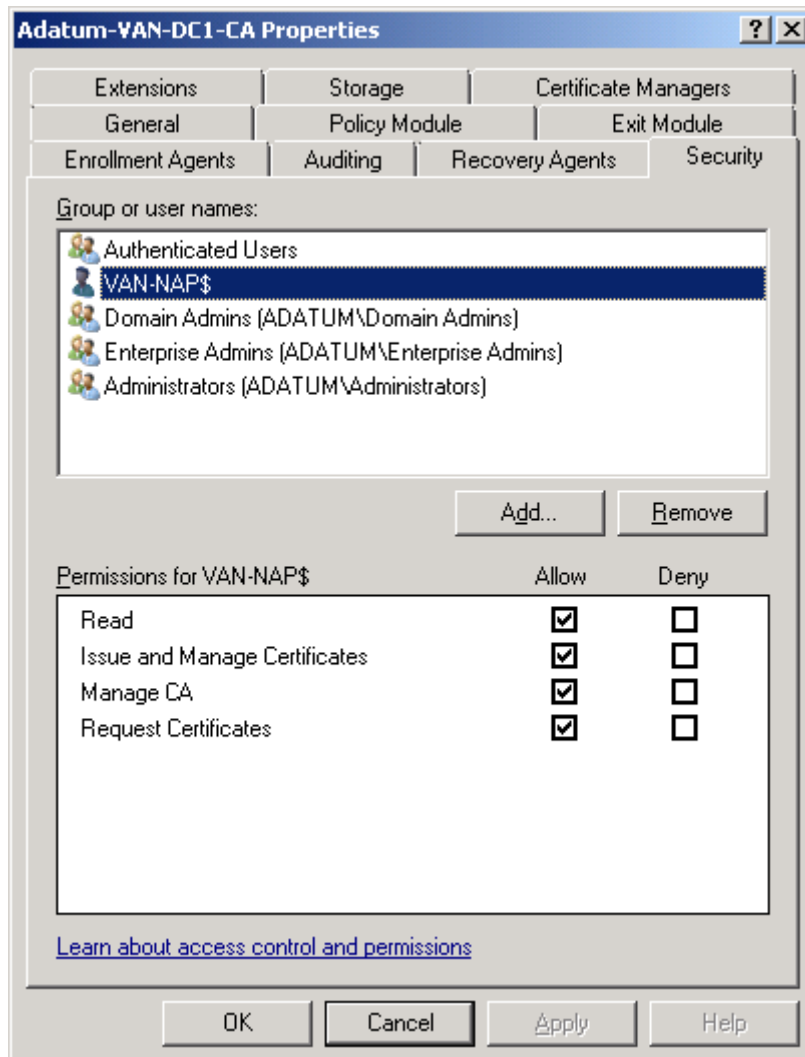 Adatum-VAN-DC1-CA Properties
Extensions Storage Certificate Managers
General Policy Module Exit Module
Enrollment Agents Auditing Recovery Agents Security
Group or user names:
Authenticated Users
VAN-NAP$
Domain Admins (ADATUM\Domain Admins)
Enterprise Admins (ADATUM\Enterprise Admins)
Administrators (ADATUM\Administrators)
Add... Remove
Permissions for VAN-NAP$ Allow Deny
Read
Issue and Manage Certificates
Manage CA
Request Certificates
Learn about access control and permissions
OK Cancel Apply Help